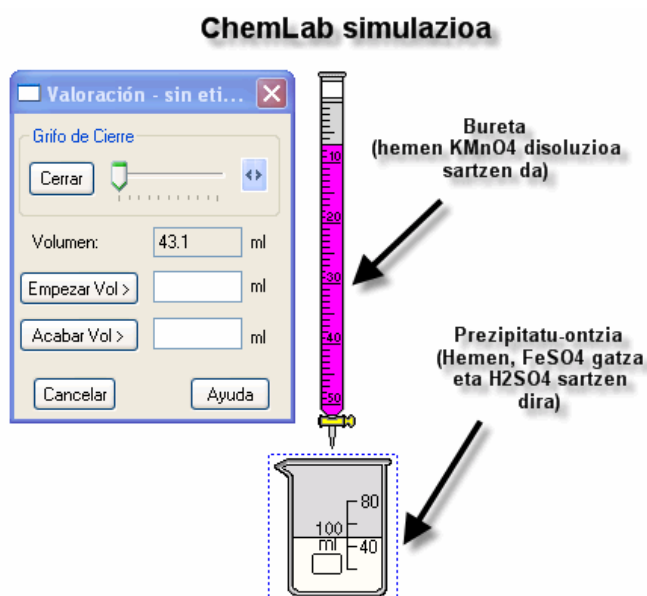 ChemLab simulazioa
Valoración - sin eti...
Grifo de Cierre
Cerrar
Volumen: 43.1 ml
Empezar Vol > ml
Acabar Vol > ml
Cancelar Ayuda
Bureta
(hemen KMnO4 disoluzioa
sartzen da)
10
20
30
40
50
Prezipitatu-ontzia
(Hemen, FeSO4 gatza
eta H2SO4 sartzen
dira)
80
100
ml
40